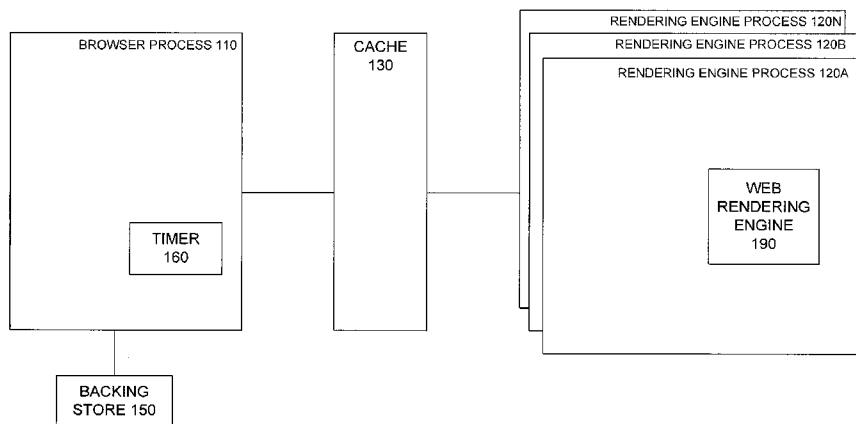 BROWSER PROCESS 110
TIMER
160
BACKING
STORE 150
CACHE
130
RENDERING ENGINE PROCESS 120N
RENDERING ENGINE PROCESS 120B
RENDERING ENGINE PROCESS 120A
WEB
RENDERING
ENGINE
190